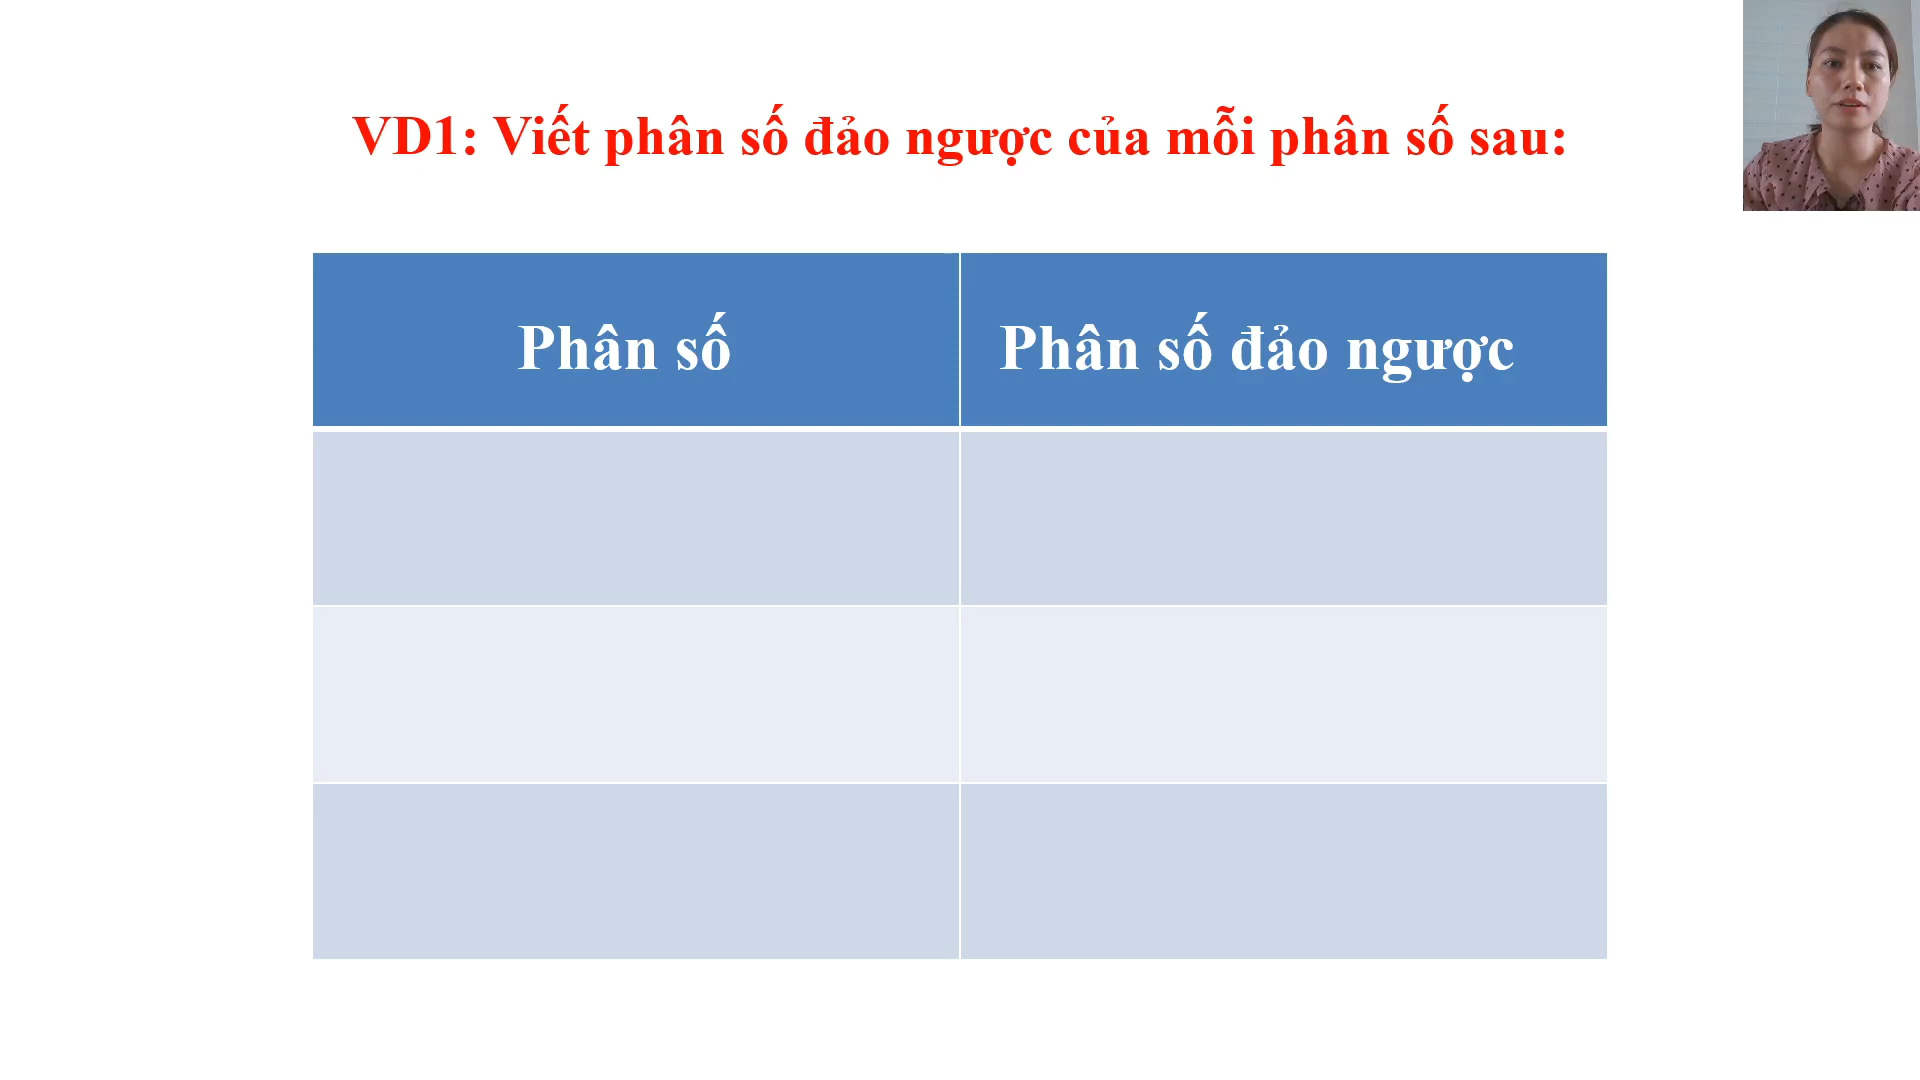 VD1: Viết phân số đảo ngược của mỗi phân số sau:
Phân số
Phân số đảo ngược